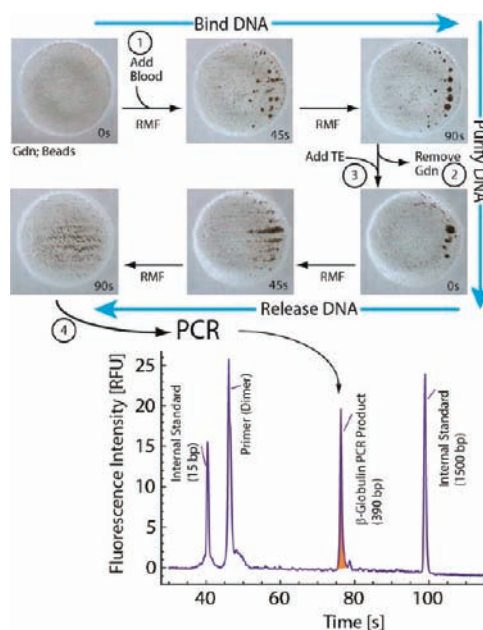 Bind DNA
1
Add
Blood
RMF
RMF
0s
45s
90s
Gdn; Beads
Purify DNA
Add TE
3
Remove
Gdn
2
RMF
RMF
90s
45s
0s
Release DNA
4
PCR
Fluorescence Intensity [RFU]
25
20
15
10
5
0
Internal Standard
(15 bp)
Primer (Dimer)
β-Globulin PCR Product
(390 bp)
Internal Standard
(1500 bp)
40
60
80
100
Time [s]